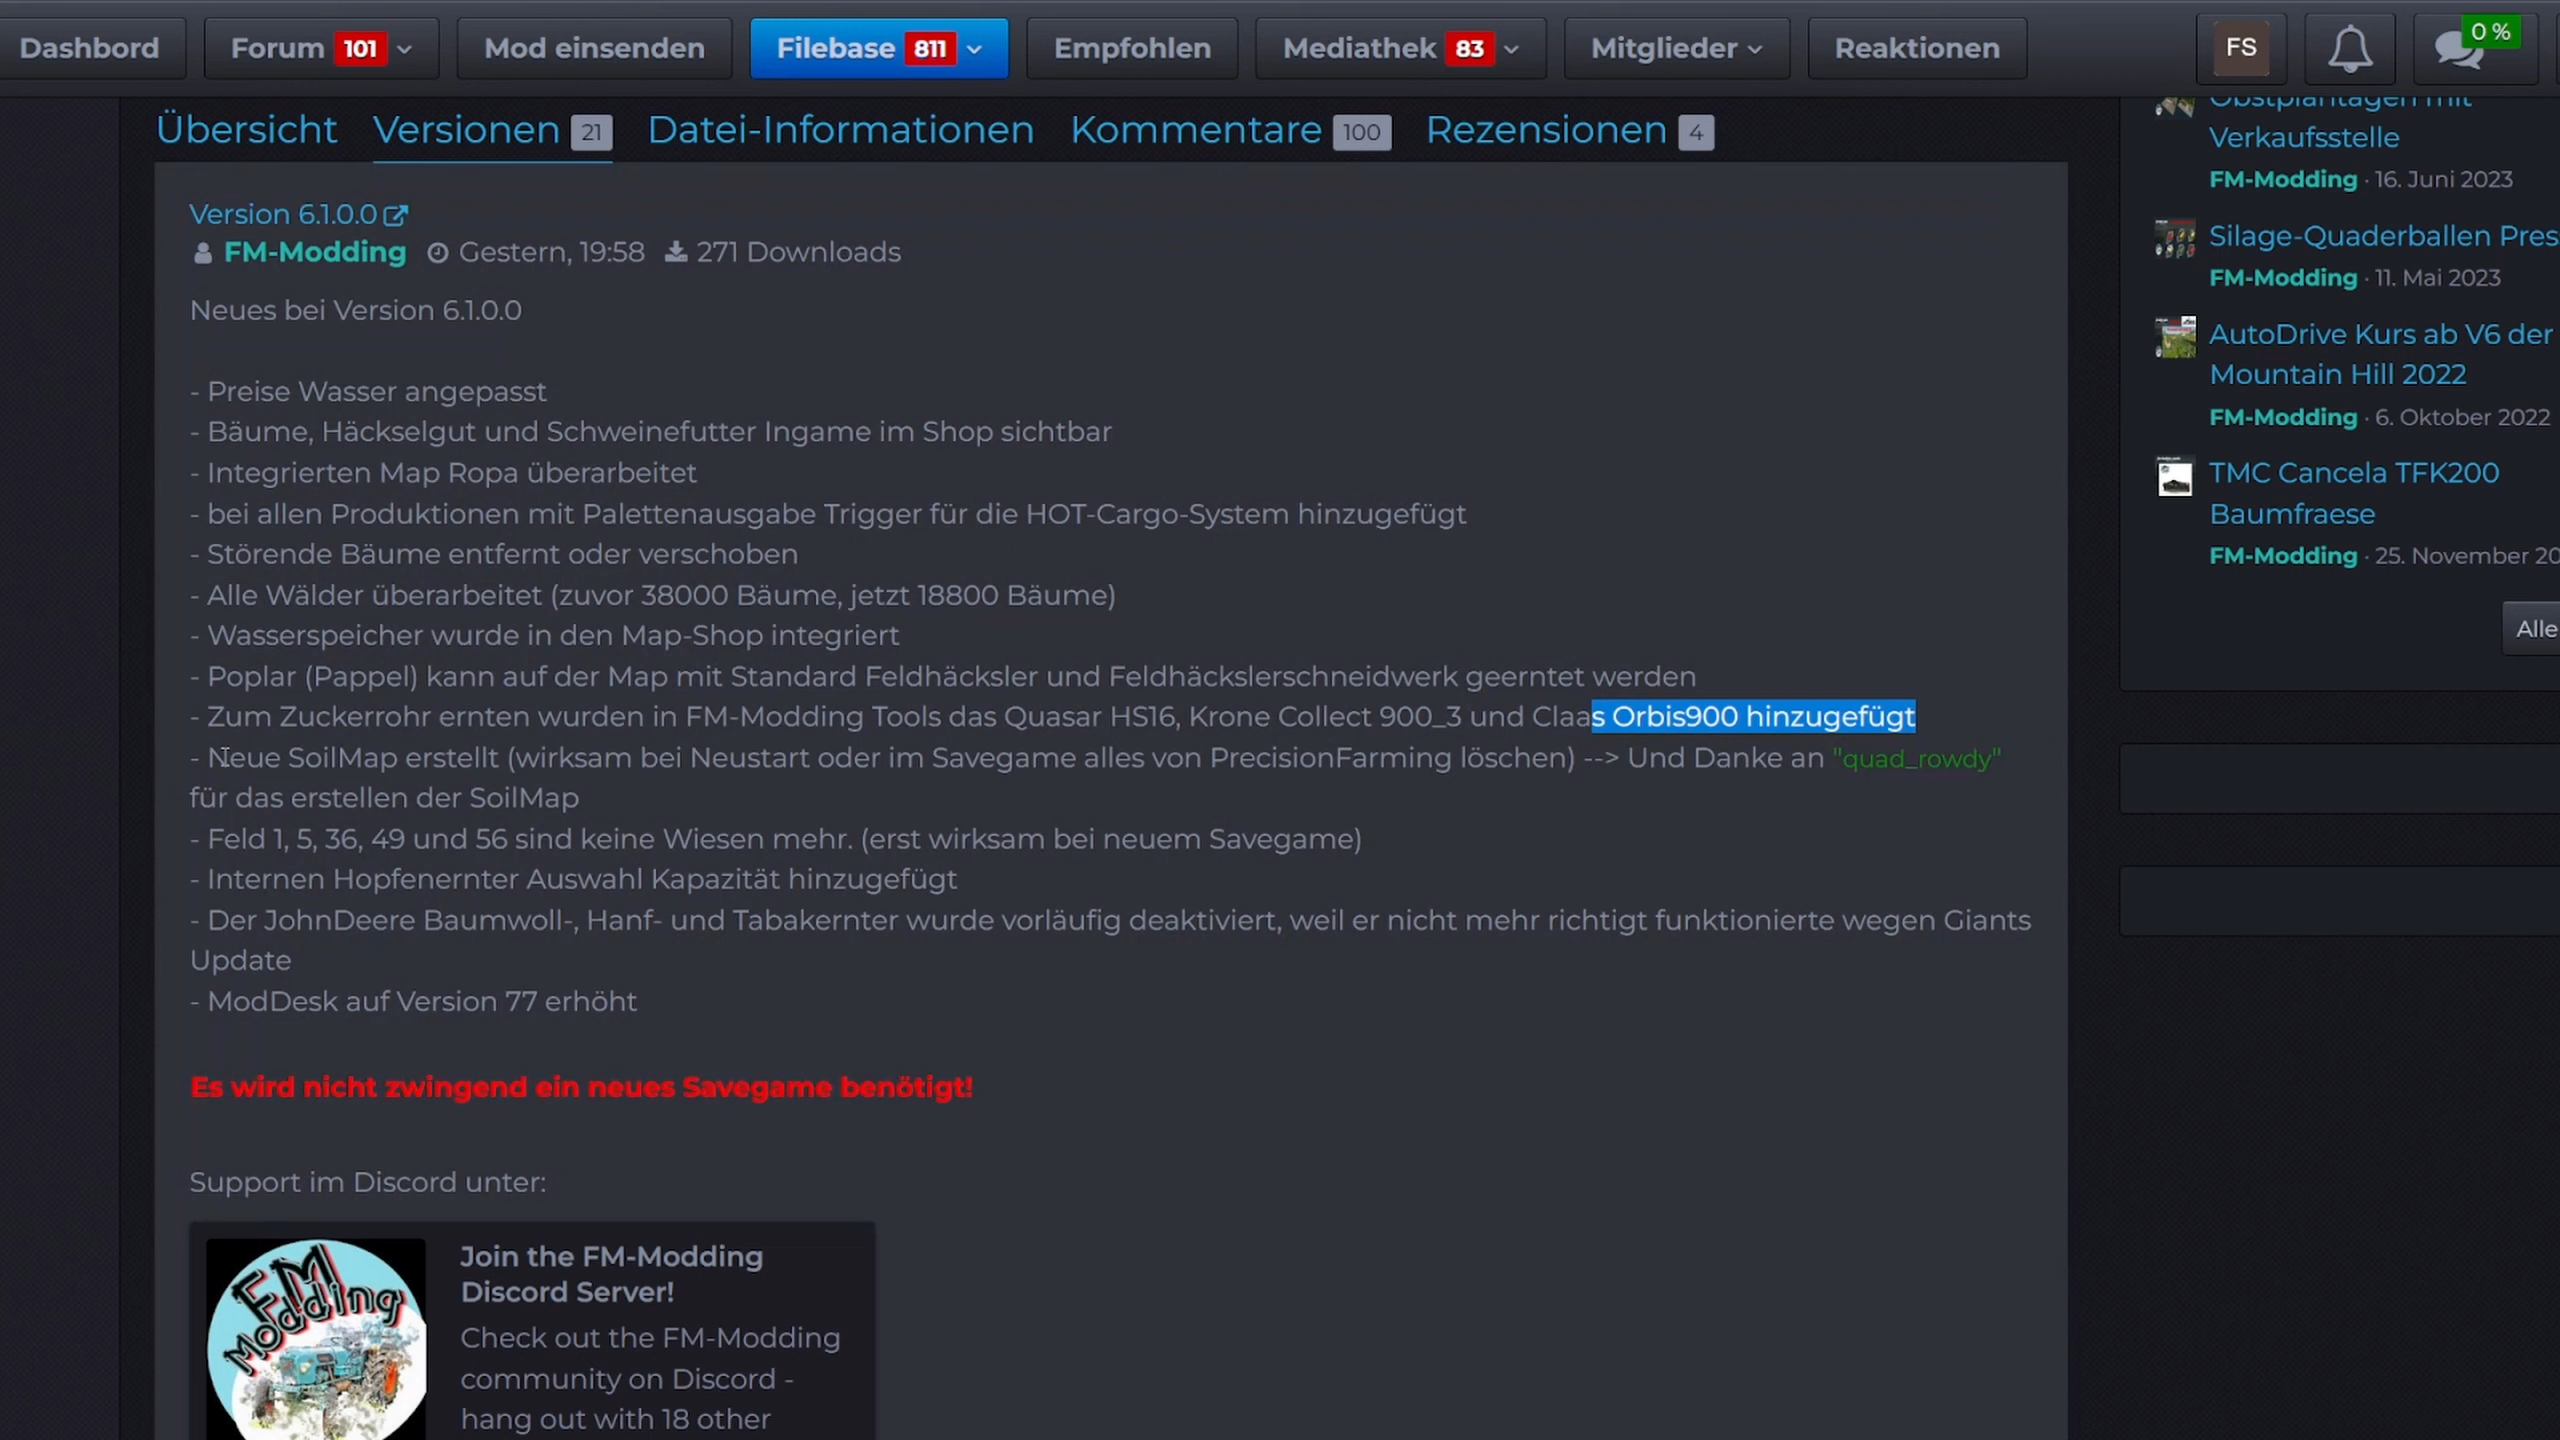 Dashbord
Forum 101
Mod einsenden
Filebase 811
Empfohlen
Mediathek 83
Mitglieder
Reaktionen
FS
0 %
Übersicht
Versionen 21
Datei-Informationen
Kommentare 100
Rezensionen 4
Version 6.1.0.0
FM-Modding Gestern, 19:58 271 Downloads
Neues bei Version 6.1.0.0
- Preise Wasser angepasst
- Bäume, Häckselgut und Schweinefutter Ingame im Shop sichtbar
- Integrierten Map Ropa überarbeitet
- bei allen Produktionen mit Palettenausgabe Trigger für die HOT-Cargo-System hinzugefügt
- Störende Bäume entfernt oder verschoben
- Alle Wälder überarbeitet (zuvor 38000 Bäume, jetzt 18800 Bäume)
- Wasserspeicher wurde in den Map-Shop integriert
- Poplar (Pappel) kann auf der Map mit Standard Feldhäcksler und Feldhäckslerschneidwerk geerntet werden
- Zum Zuckerrohr ernten wurden in FM-Modding Tools das Quasar HS16, Krone Collect 900_3 und Claas Orbis900 hinzugefügt
- Neue SoilMap erstellt (wirksam bei Neustart oder im Savegame alles von PrecisionFarming löschen) --> Und Danke an "quad_rowdy"
für das erstellen der SoilMap
- Feld 1, 5, 36, 49 und 56 sind keine Wiesen mehr. (erst wirksam bei neuem Savegame)
- Internen Hopfenernter Auswahl Kapazität hinzugefügt
- Der JohnDeere Baumwoll-, Hanf- und Tabakernter wurde vorläufig deaktiviert, weil er nicht mehr richtigt funktionierte wegen Giants
Update
- ModDesk auf Version 77 erhöht
Es wird nicht zwingend ein neues Savegame benötigt!
Support im Discord unter:
FM Modding
Join the FM-Modding
Discord Server!
Check out the FM-Modding
community on Discord -
hang out with 18 other
Obstplantagen mit
Verkaufsstelle
FM-Modding · 16. Juni 2023
Silage-Quaderballen Pres
FM-Modding · 11. Mai 2023
AutoDrive Kurs ab V6 der
Mountain Hill 2022
FM-Modding · 6. Oktober 2022
TMC Cancela TFK200
Baumfraese
FM-Modding · 25. November 20
Alle